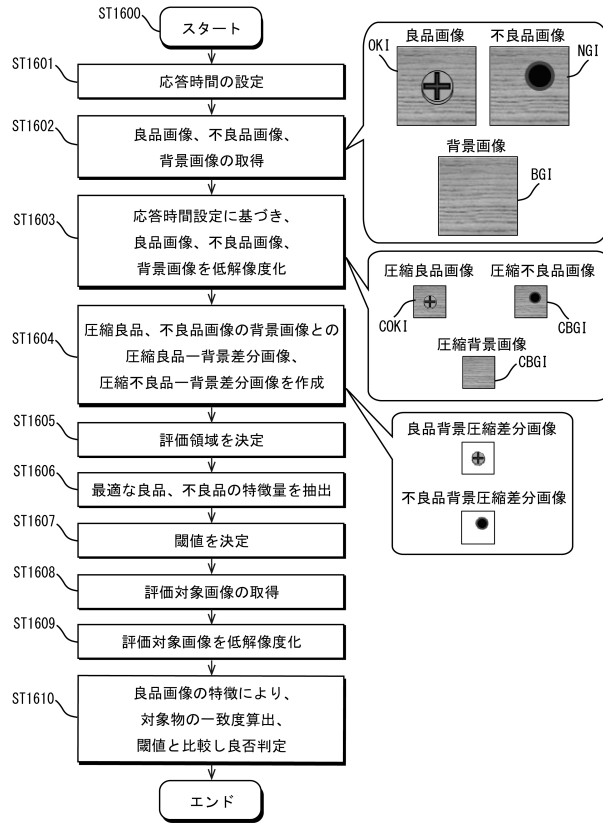 ST1600
スタート
ST1601
応答時間の設定
ST1602
良品画像、不良品画像、
背景画像の取得
良品画像
不良品画像
OKI
NGI
背景画像
BGI
ST1603
応答時間設定に基づき、
良品画像、不良品画像、
背景画像を低解像度化
圧縮良品画像
圧縮不良品画像
COKI
CBGI
圧縮背景画像
CBGI
ST1604
圧縮良品、不良品画像の背景画像との
圧縮良品ー背景差分画像、
圧縮不良品ー背景差分画像を作成
良品背景圧縮差分画像
不良品背景圧縮差分画像
ST1605
評価領域を決定
ST1606
最適な良品、不良品の特徴量を抽出
ST1607
閾値を決定
ST1608
評価対象画像の取得
ST1609
評価対象画像を低解像度化
ST1610
良品画像の特徴により、
対象物の一致度算出、
閾値と比較し良否判定
エンド